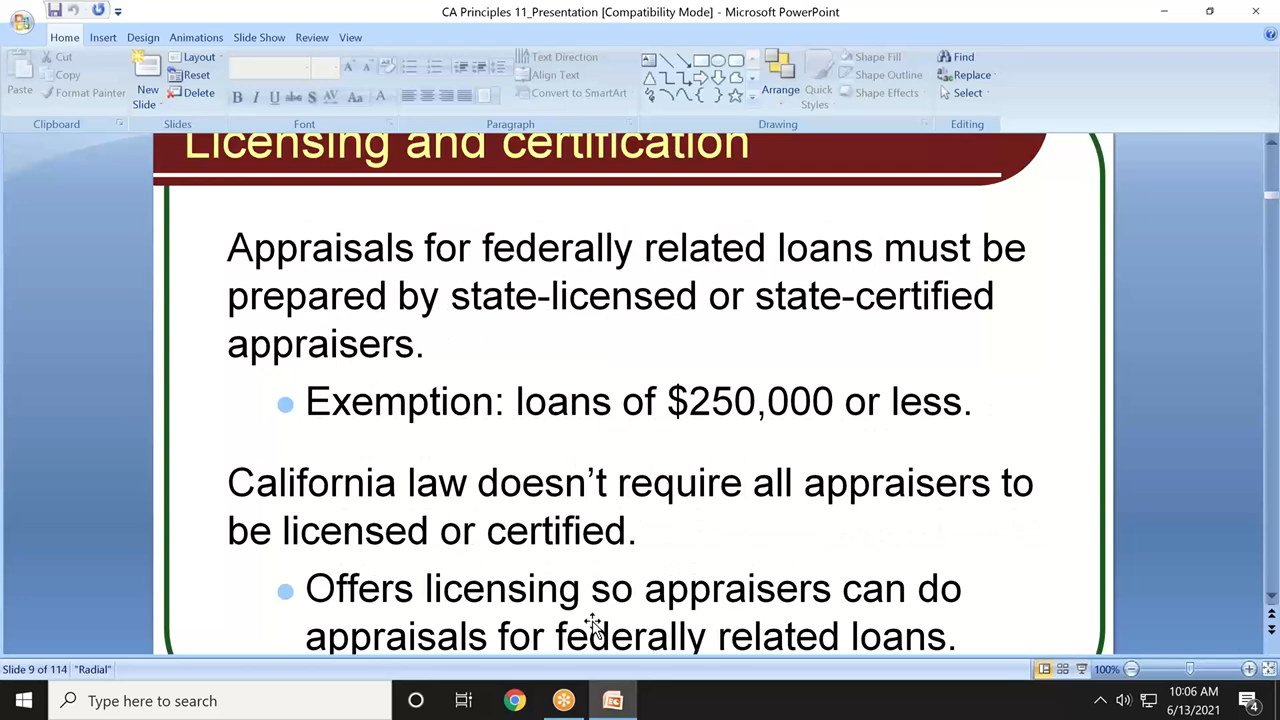 CA Principles 11_Presentation [Compatibility Mode] - Microsoft PowerPoint
Home Insert Design Animations Slide Show Review View
Paste
Cut
Copy
Format Painter
Clipboard
New Slide
Layout
Reset
Delete
Slides
B I U abc S AV Aa A
Font
Text Direction
Align Text
Convert to SmartArt
Paragraph
Arrange
Quick Styles
Shape Fill
Shape Outline
Shape Effects
Drawing
Find
Replace
Select
Editing
Licensing and certification
Appraisals for federally related loans must be
prepared by state-licensed or state-certified
appraisers.
Exemption: loans of $250,000 or less.
California law doesn’t require all appraisers to
be licensed or certified.
Offers licensing so appraisers can do
appraisals for federally related loans.
Slide 9 of 114 "Radial" 100%
Type here to search
10:06 AM
6/13/2021
4